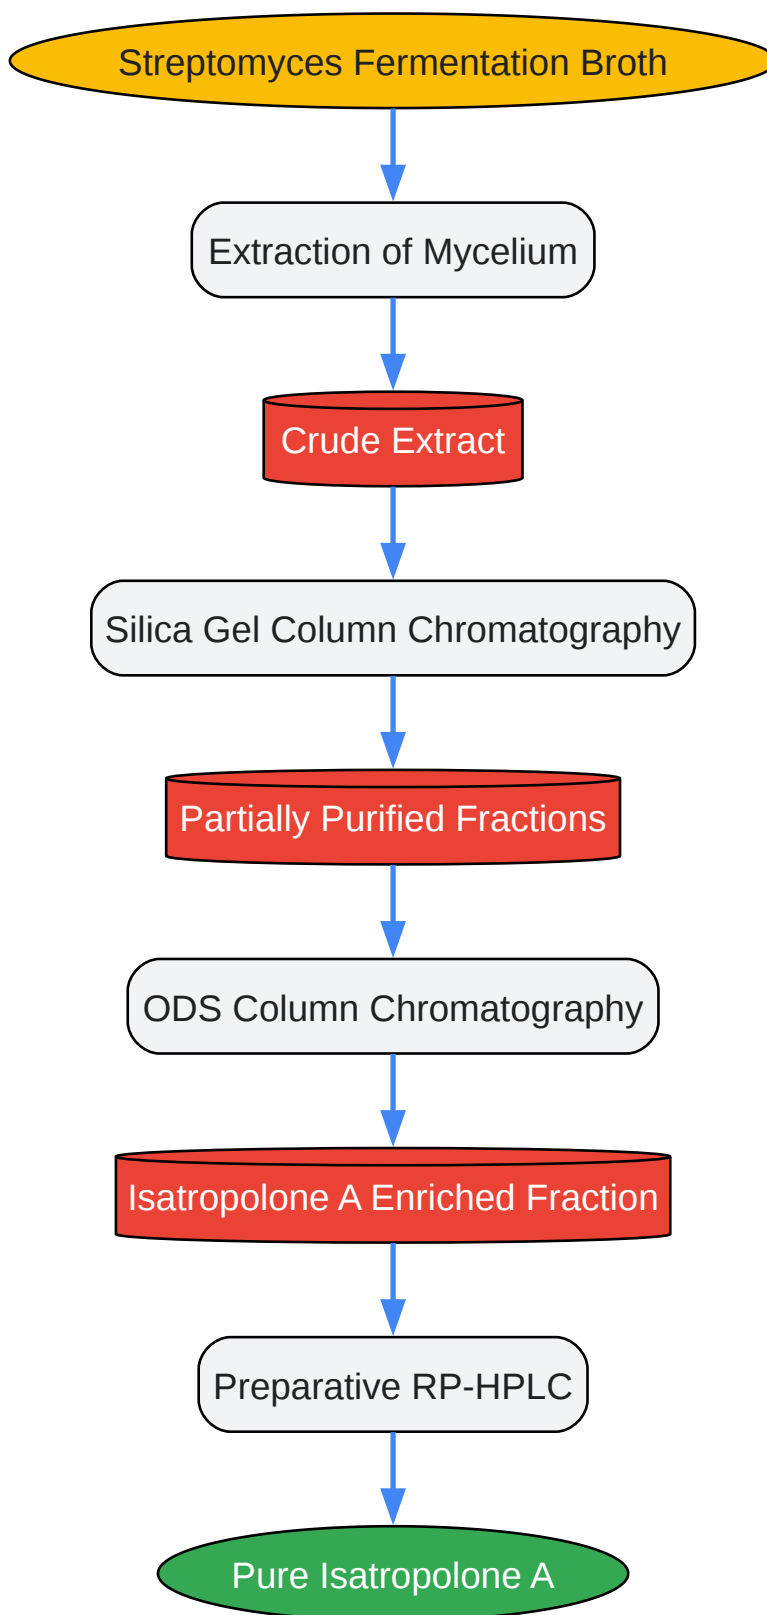 Streptomyces Fermentation Broth
Extraction of Mycelium
Crude Extract
Silica Gel Column Chromatography
Partially Purified Fractions
ODS Column Chromatography
Isatropolone A Enriched Fraction
Preparative RP-HPLC
Pure Isatropolone A